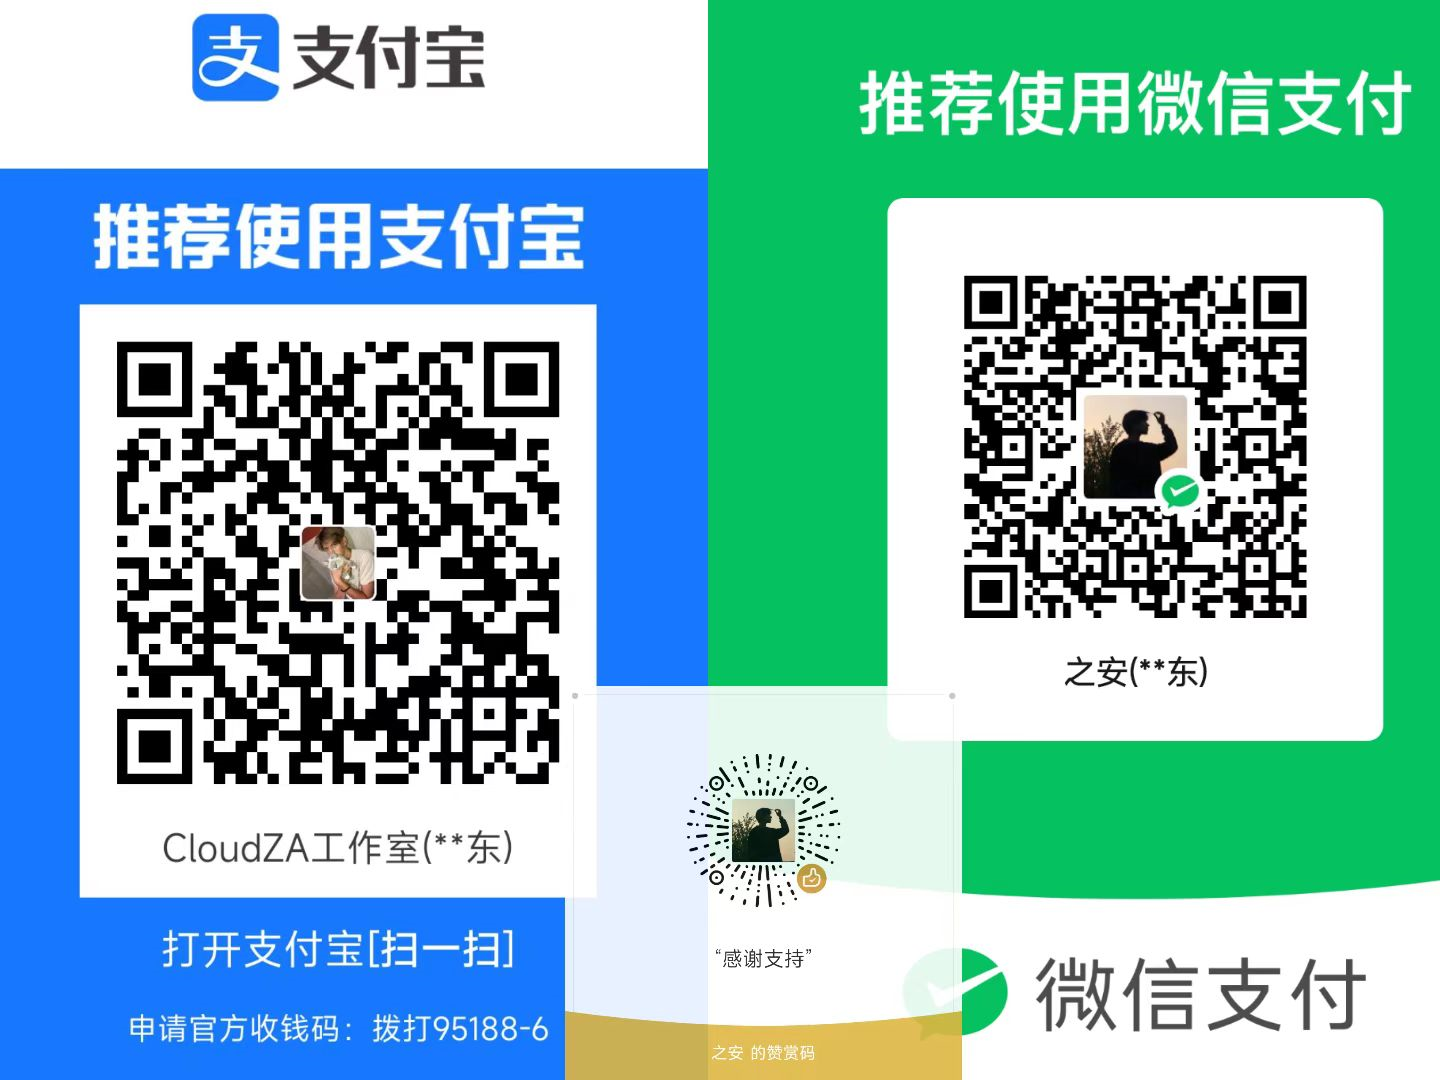 支 支付宝
推荐使用支付宝
CloudZA工作室(**东)
打开支付宝[扫一扫]
申请官方收钱码：拨打95188-6
推荐使用微信支付
之安(**东)
微信支付
“感谢支持”
之安 的赞赏码